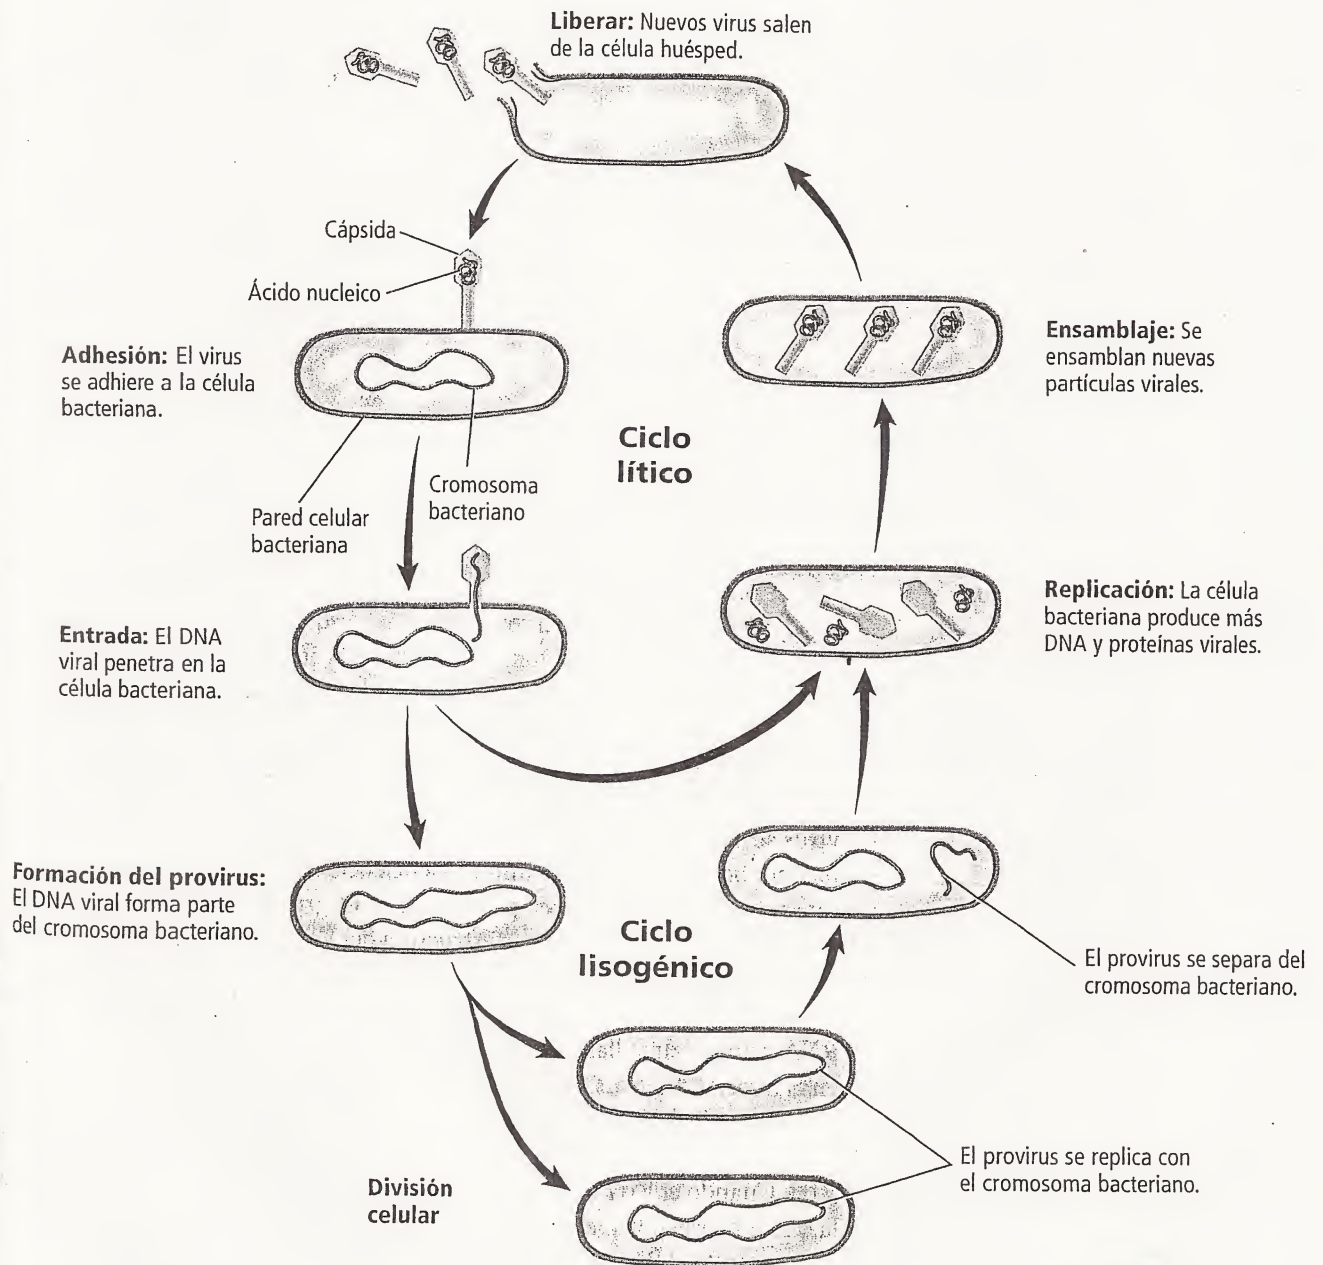 Liberar: Nuevos virus salen
de la célula huésped.
Cápsida
Ácido nucleico
Adhesión: El virus
se adhiere a la célula
bacteriana.
Ensamblaje: Se
ensamblan nuevas
partículas virales.
Ciclo
lítico
Cromosoma
bacteriano
Pared celular
bacteriana
Entrada: El DNA
viral penetra en la
célula bacteriana.
Replicación: La célula
bacteriana produce más
DNA y proteínas virales.
Formación del provirus:
El DNA viral forma parte
del cromosoma bacteriano.
Ciclo
lisogénico
El provirus se separa del
cromosoma bacteriano.
División
celular
El provirus se replica con
el cromosoma bacteriano.